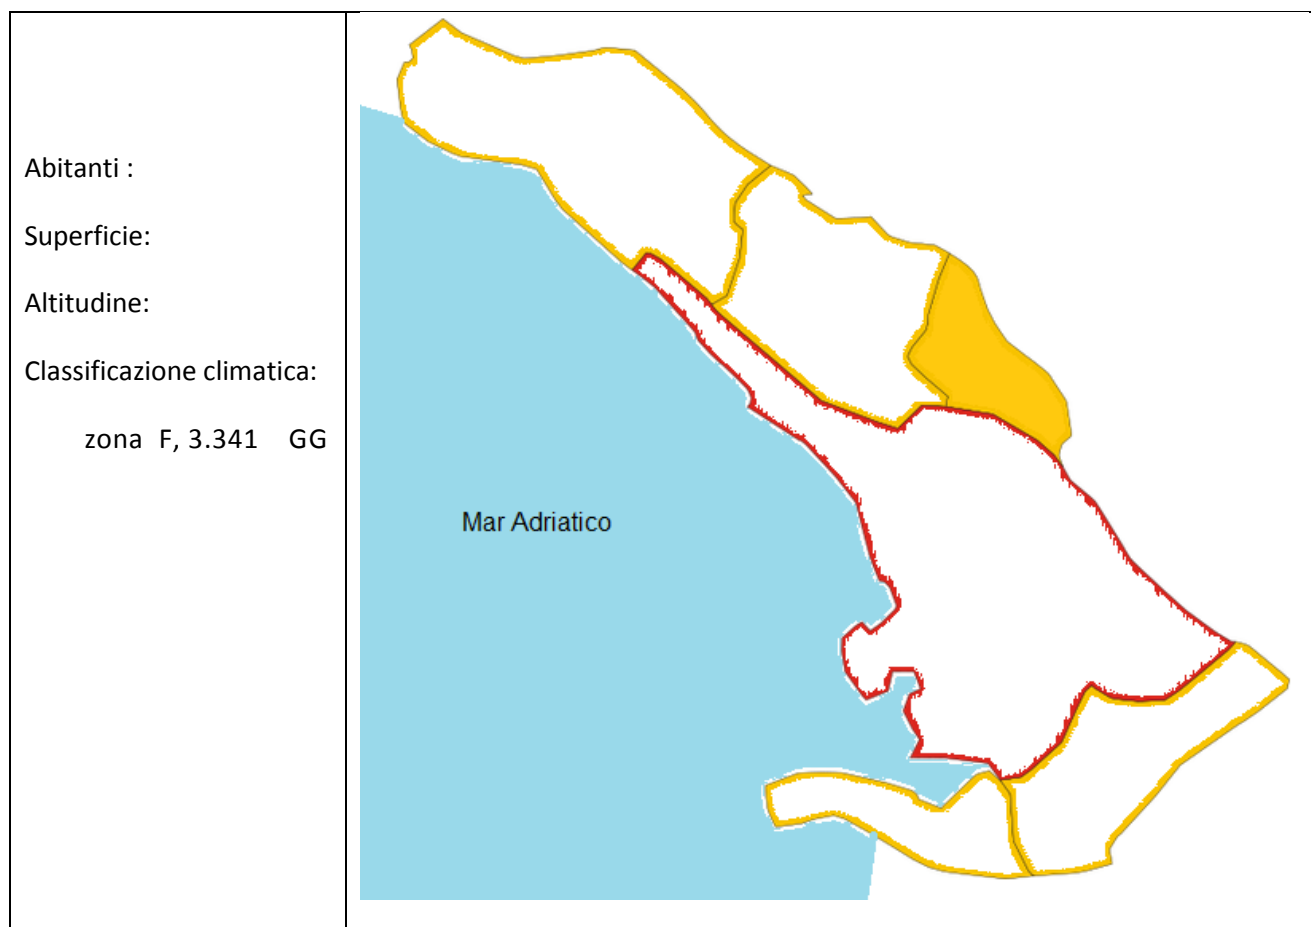 Abitanti :
Superficie:
Altitudine:
Classificazione climatica:
zona F, 3.341 GG
Mar Adriatico